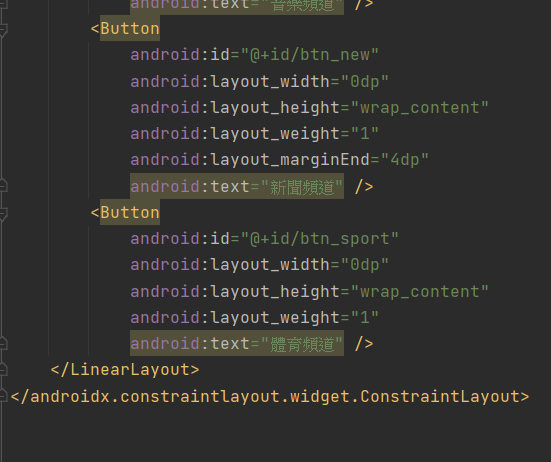 android:text="音樂頻道" />
<Button
android:id="@+id/btn_new"
android:layout_width="0dp"
android:layout_height="wrap_content"
android:layout_weight="1"
android:layout_marginEnd="4dp"
android:text="新聞頻道" />
<Button
android:id="@+id/btn_sport"
android:layout_width="0dp"
android:layout_height="wrap_content"
android:layout_weight="1"
android:text="體育頻道" />
</LinearLayout>
</androidx.constraintlayout.widget.ConstraintLayout>